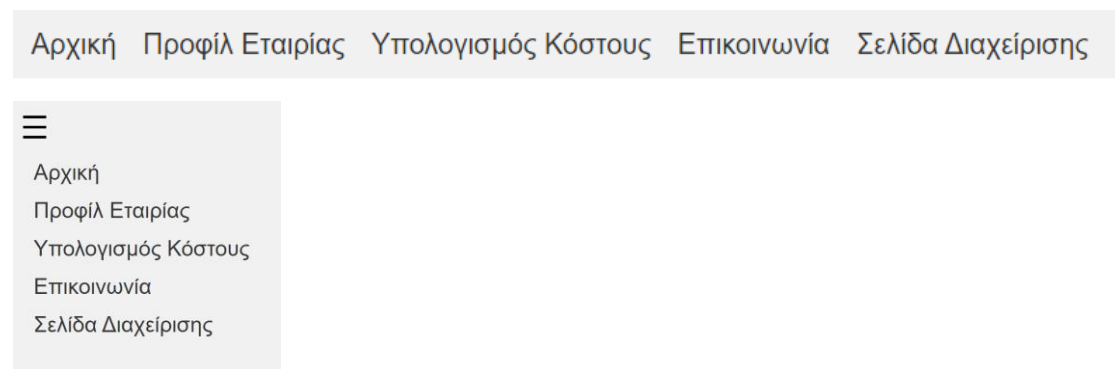 Αρχική Προφίλ Εταιρίας Υπολογισμός Κόστους Επικοινωνία Σελίδα Διαχείρισης
Αρχική
Προφίλ Εταιρίας
Υπολογισμός Κόστους
Επικοινωνία
Σελίδα Διαχείρισης